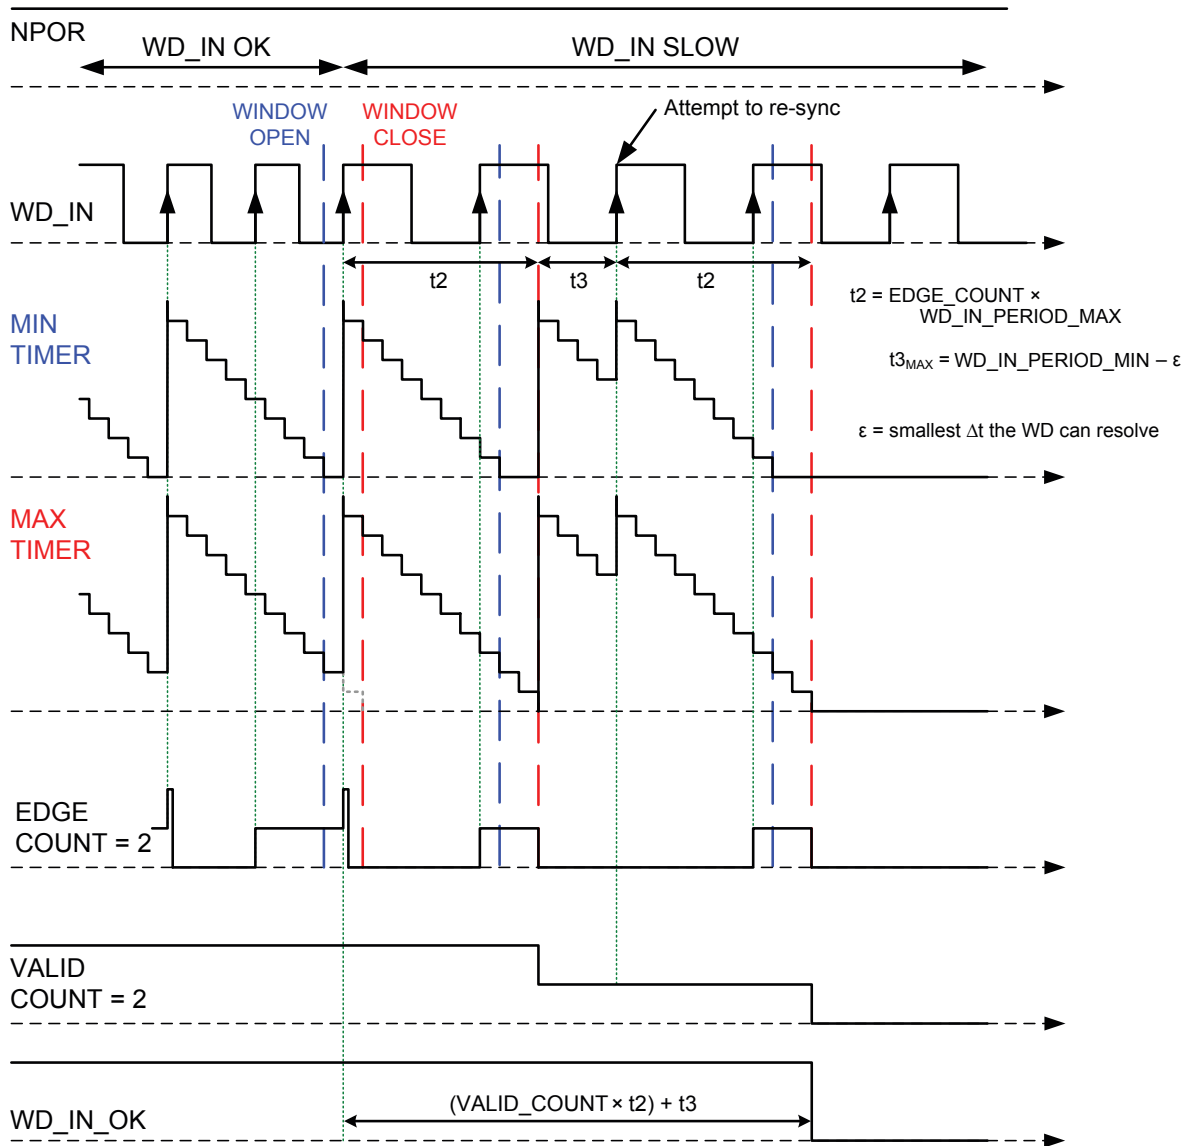 NPOR
WD_IN OK
WD_IN SLOW
WINDOW
OPEN
WINDOW
CLOSE
Attempt to re-sync
WD_IN
t2
t3
t2
t2 = EDGE_COUNT ×
WD_IN_PERIOD_MAX
t3MAX = WD_IN_PERIOD_MIN – ε
ε = smallest Δt the WD can resolve
MIN
TIMER
MAX
TIMER
EDGE
COUNT = 2
VALID
COUNT = 2
(VALID_COUNT × t2) + t3
WD_IN_OK